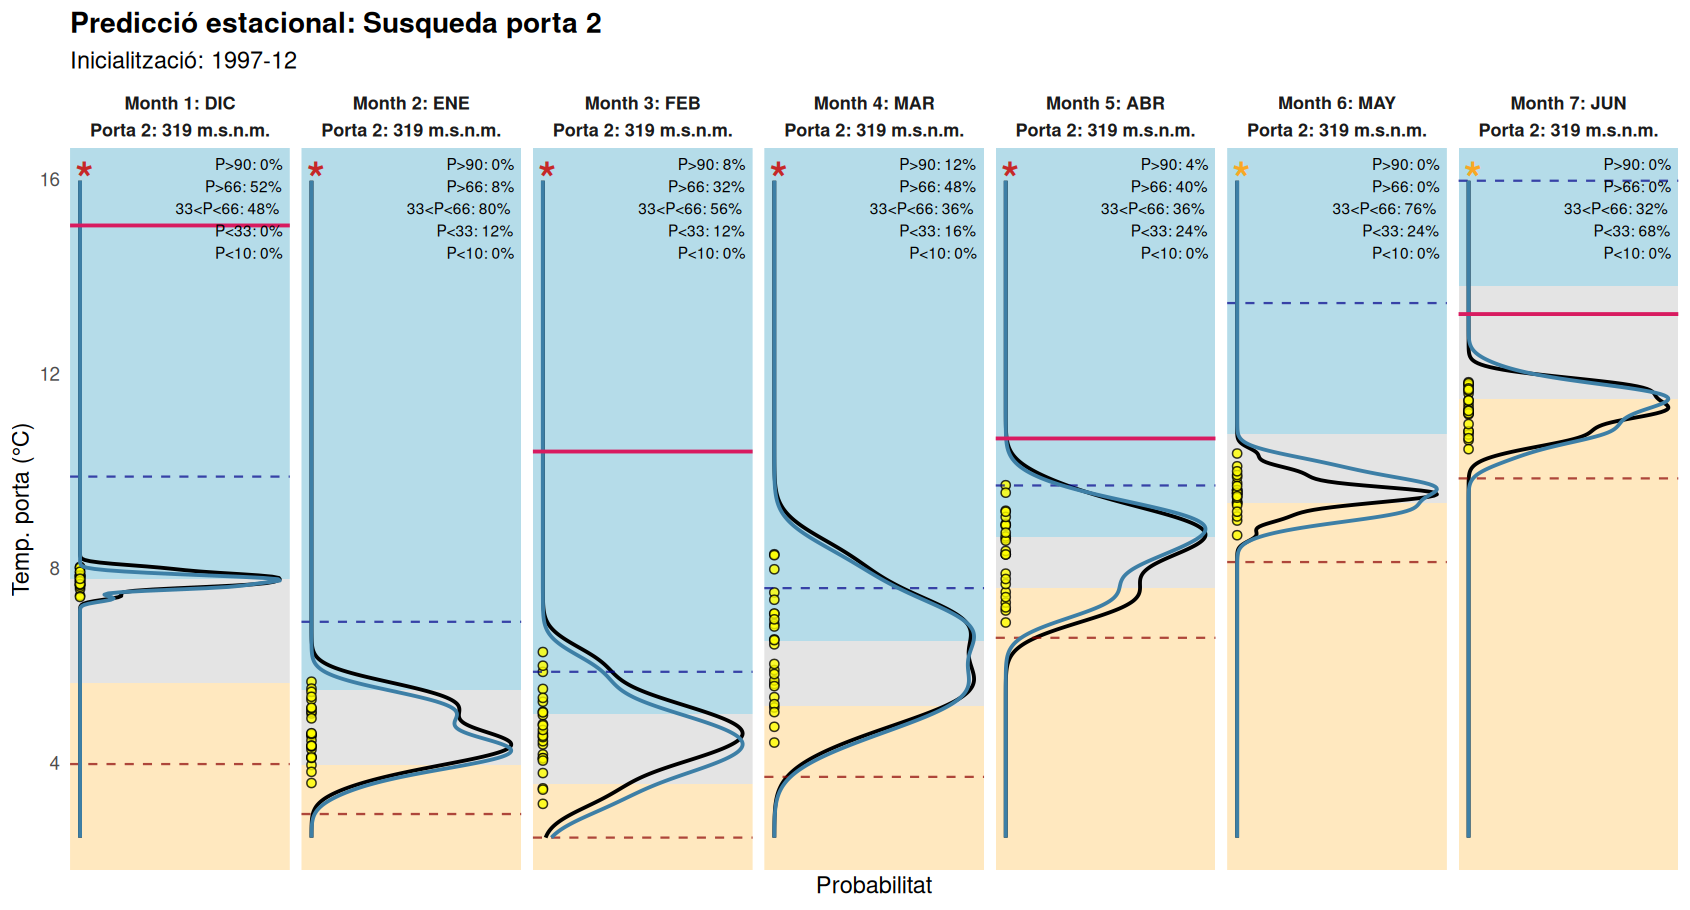 Predicció estacional: Susqueda porta 2
Inicialització: 1997-12
Month 1: DIC
Porta 2: 319 m.s.n.m.
Month 2: ENE
Porta 2: 319 m.s.n.m.
Month 3: FEB
Porta 2: 319 m.s.n.m.
Month 4: MAR
Porta 2: 319 m.s.n.m.
Month 5: ABR
Porta 2: 319 m.s.n.m.
Month 6: MAY
Porta 2: 319 m.s.n.m.
Month 7: JUN
Porta 2: 319 m.s.n.m.
*
P>90: 0%
P>66: 52%
33<P<66: 48%
P<33: 0%
P<10: 0%
*
P>90: 0%
P>66: 8%
33<P<66: 80%
P<33: 12%
P<10: 0%
*
P>90: 8%
P>66: 32%
33<P<66: 56%
P<33: 12%
P<10: 0%
*
P>90: 12%
P>66: 48%
33<P<66: 36%
P<33: 16%
P<10: 0%
*
P>90: 4%
P>66: 40%
33<P<66: 36%
P<33: 24%
P<10: 0%
*
P>90: 0%
P>66: 0%
33<P<66: 76%
P<33: 24%
P<10: 0%
*
P>90: 0%
P>66: 0%
33<P<66: 32%
P<33: 68%
P<10: 0%
16
12
8
4
Temp. porta (°C)
Probabilitat